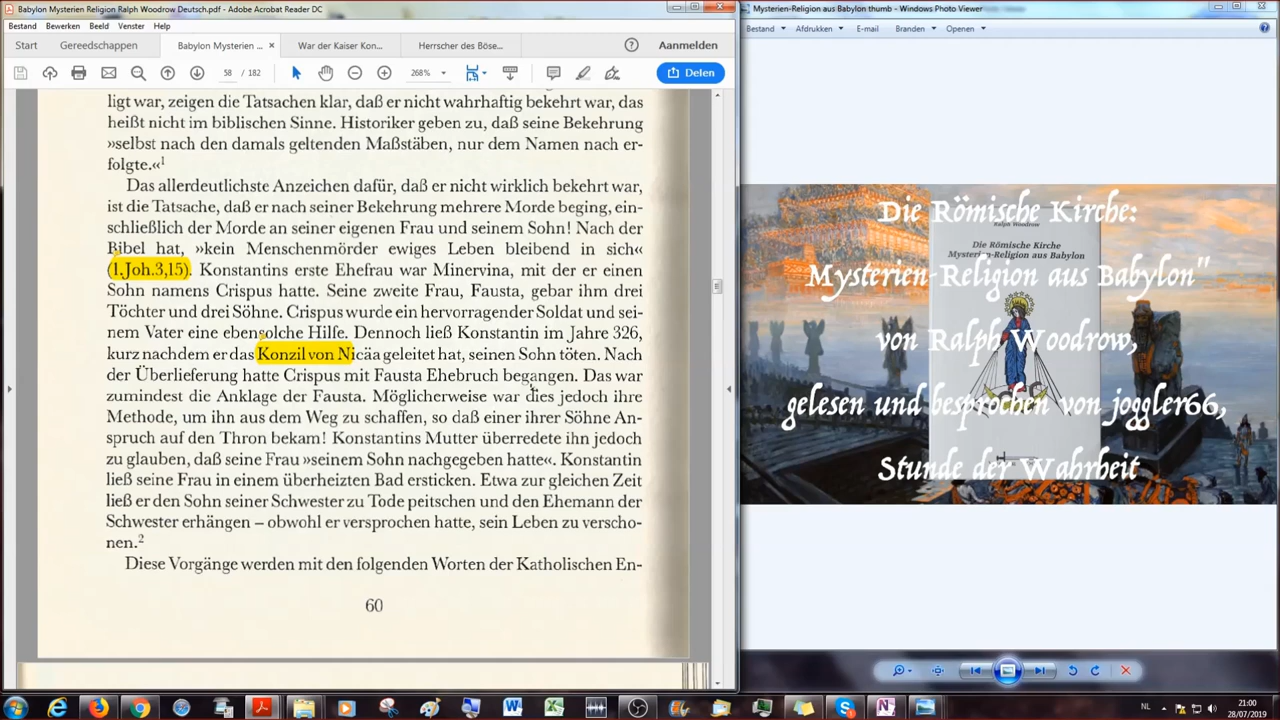 Babylon Mysterien Religion Ralph Woodrow Deutsch.pdf - Adobe Acrobat Reader DC
Bestand Bewerken Beeld Venster Help
Start Gereedschappen Babylon Mysterien ... × War der Kaiser Kon... Herrscher des Böse... Aanmelden
58 / 182 268% Delen
ligt war, zeigen die Tatsachen klar, daß er nicht wahrhaftig bekehrt war, das
heißt nicht im biblischen Sinne. Historiker geben zu, daß seine Bekehrung
»selbst nach den damals geltenden Maßstäben, nur dem Namen nach er-
folgte.«1
Das allerdeutlichste Anzeichen dafür, daß er nicht wirklich bekehrt war,
ist die Tatsache, daß er nach seiner Bekehrung mehrere Morde beging, ein-
schließlich der Morde an seiner eigenen Frau und seinem Sohn! Nach der
Bibel hat, »kein Menschenmörder ewiges Leben bleibend in sich«
(1.Joh.3,15). Konstantins erste Ehefrau war Minervina, mit der er einen
Sohn namens Crispus hatte. Seine zweite Frau, Fausta, gebar ihm drei
Töchter und drei Söhne. Crispus wurde ein hervorragender Soldat und sei-
nem Vater eine ebensolche Hilfe. Dennoch ließ Konstantin im Jahre 326,
kurz nachdem er das Konzil von Nicäa geleitet hat, seinen Sohn töten. Nach
der Überlieferung hatte Crispus mit Fausta Ehebruch begangen. Das war
zumindest die Anklage der Fausta. Möglicherweise war dies jedoch ihre
Methode, um ihn aus dem Weg zu schaffen, so daß einer ihrer Söhne An-
spruch auf den Thron bekam! Konstantins Mutter überredete ihn jedoch
zu glauben, daß seine Frau »seinem Sohn nachgegeben hatte«. Konstantin
ließ seine Frau in einem überheizten Bad ersticken. Etwa zur gleichen Zeit
ließ er den Sohn seiner Schwester zu Tode peitschen und den Ehemann der
Schwester erhängen – obwohl er versprochen hatte, sein Leben zu verscho-
nen.2
Diese Vorgänge werden mit den folgenden Worten der Katholischen En-
60
Mysterien-Religion aus Babylon thumb - Windows Photo Viewer
Bestand Afdrukken E-mail Branden Openen
Die Römische Kirche:
Ralph Woodrow
Die Römische Kirche
Mysterien-Religion aus Babylon
Mysterien-Religion aus Babylon"
von Ralph Woodrow,
gelesen und besprochen von joggler66,
Stunde der Wahrheit
NL 21:00
28/07/2019